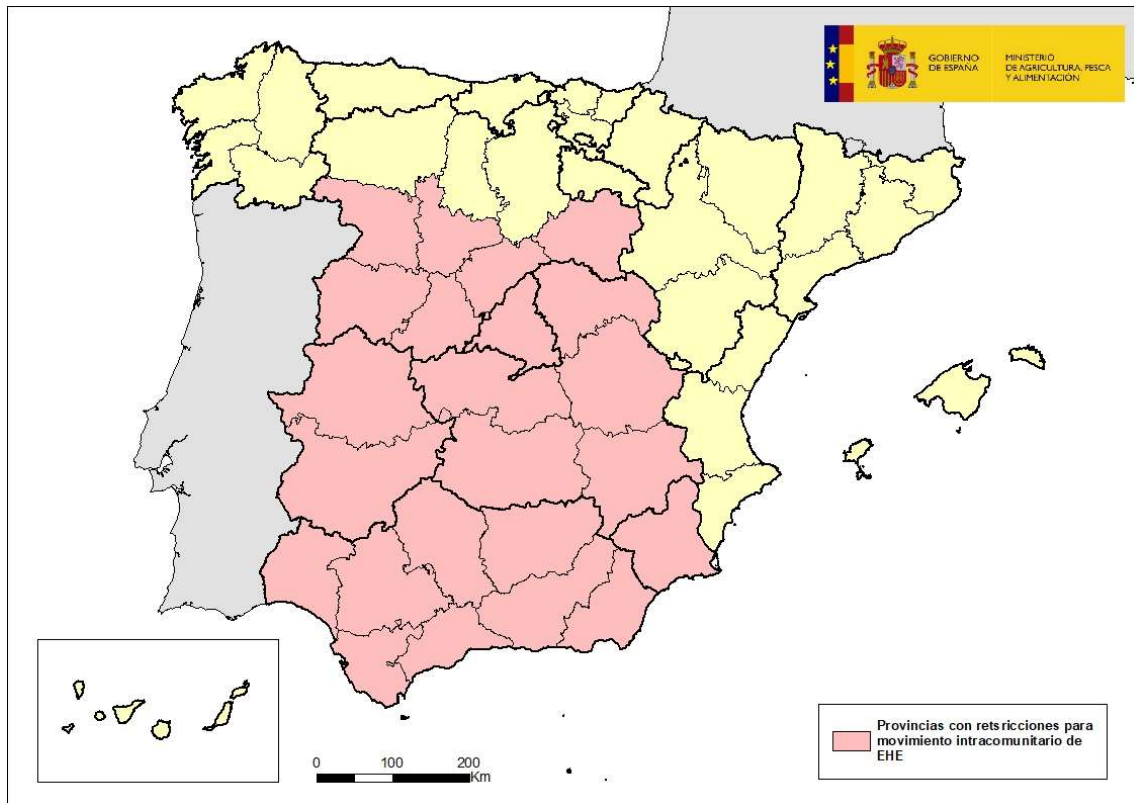 GOBIERNO
DE ESPAÑA
MINISTERIO
DE AGRICULTURA, PESCA
Y ALIMENTACIÓN
0 100 200
Km
Provincias con retsricciones para
movimiento intracomunitario de
EHE